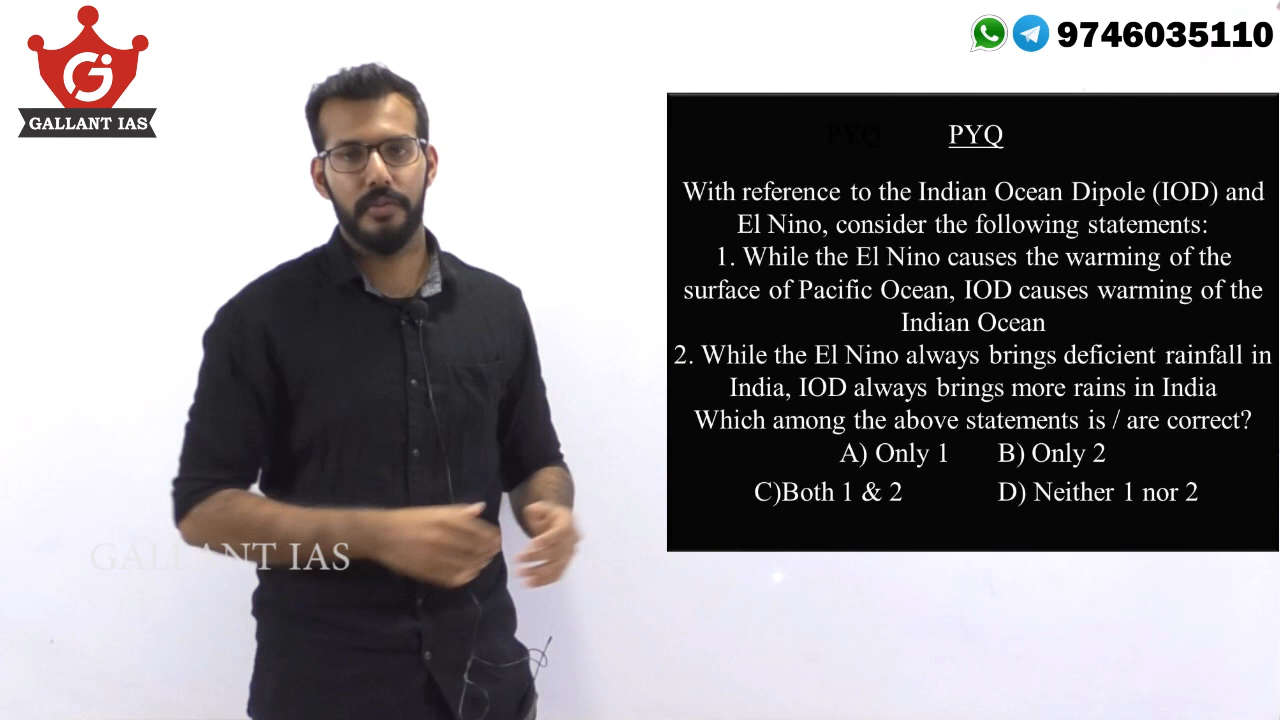 GALLANT IAS
9746035110
PYQ
With reference to the Indian Ocean Dipole (IOD) and
El Nino, consider the following statements:
1. While the El Nino causes the warming of the
surface of Pacific Ocean, IOD causes warming of the
Indian Ocean
2. While the El Nino always brings deficient rainfall in
India, IOD always brings more rains in India
Which among the above statements is / are correct?
A) Only 1 B) Only 2
C)Both 1 & 2 D) Neither 1 nor 2
GALLANT IAS